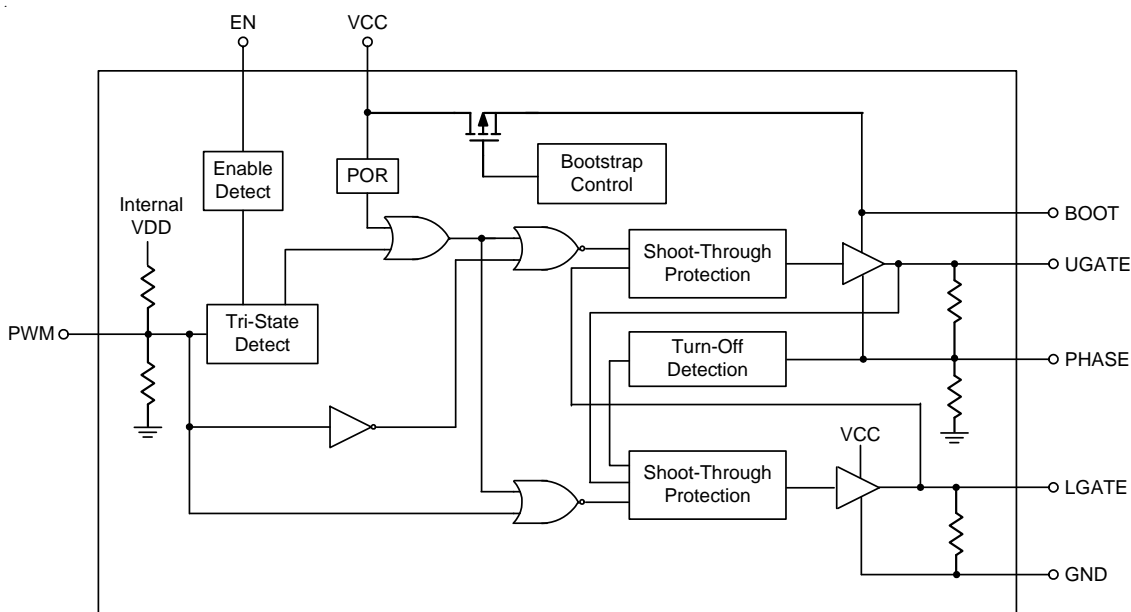 EN
VCC
Enable
Detect
POR
Bootstrap
Control
Internal
VDD
BOOT
Shoot-Through
Protection
UGATE
PWM
Tri-State
Detect
Turn-Off
Detection
PHASE
VCC
Shoot-Through
Protection
LGATE
GND